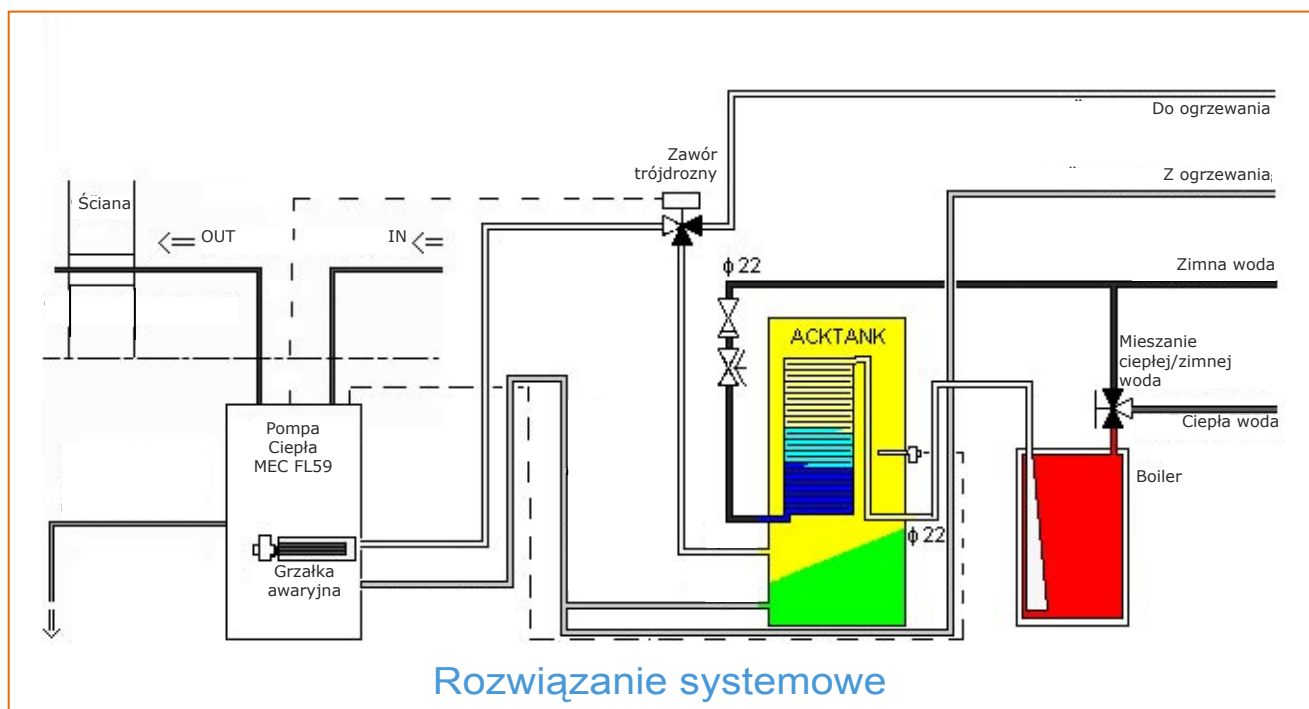 Do ogrzewania
Zawór
trójdrozny
Z ogrzewania
Ściana
OUT
IN
ϕ 22
Zimna woda
ACKTANK
Mieszanie
ciepłej/zimnej
woda
Pompa
Ciepła
MEC FL59
Ciepła woda
Boiler
ϕ 22
Grzałka
awaryjna
Rozwiązanie systemowe